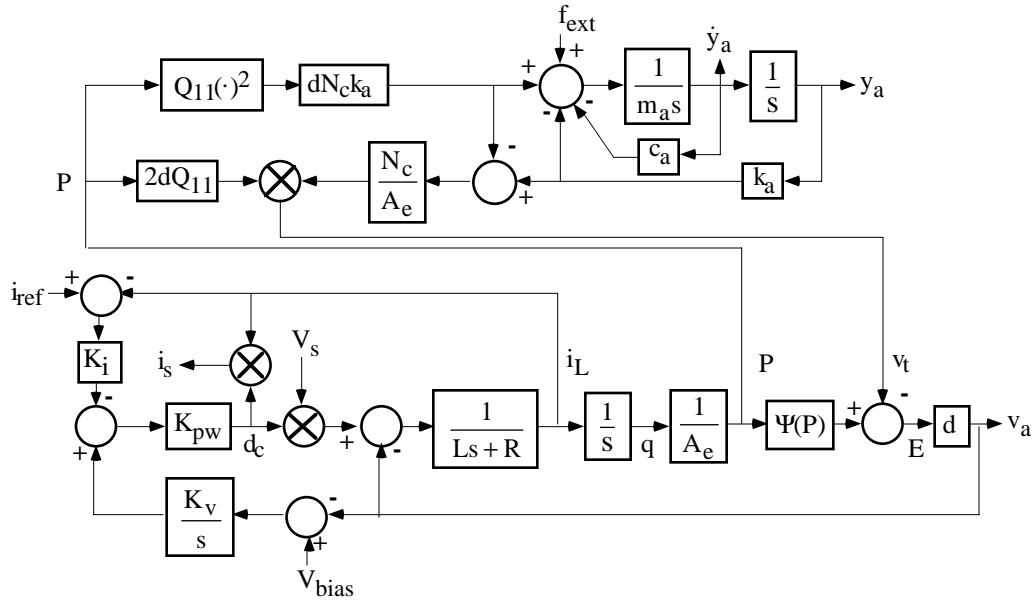 f_ext
+
ẏ_a
Q_11(·)^2
dN_c k_a
+
-
-
1
m_a s
1
s
y_a
c_a
P
2dQ_11
N_c
A_e
-
+
k_a
i_ref
+
-
K_i
i_s
V_s
i_L
P
v_t
-
+
K_pw
d_c
+
-
1
Ls + R
1
s
q
1
A_e
Ψ(P)
+
-
E
d
v_a
K_v
s
-
+
V_bias